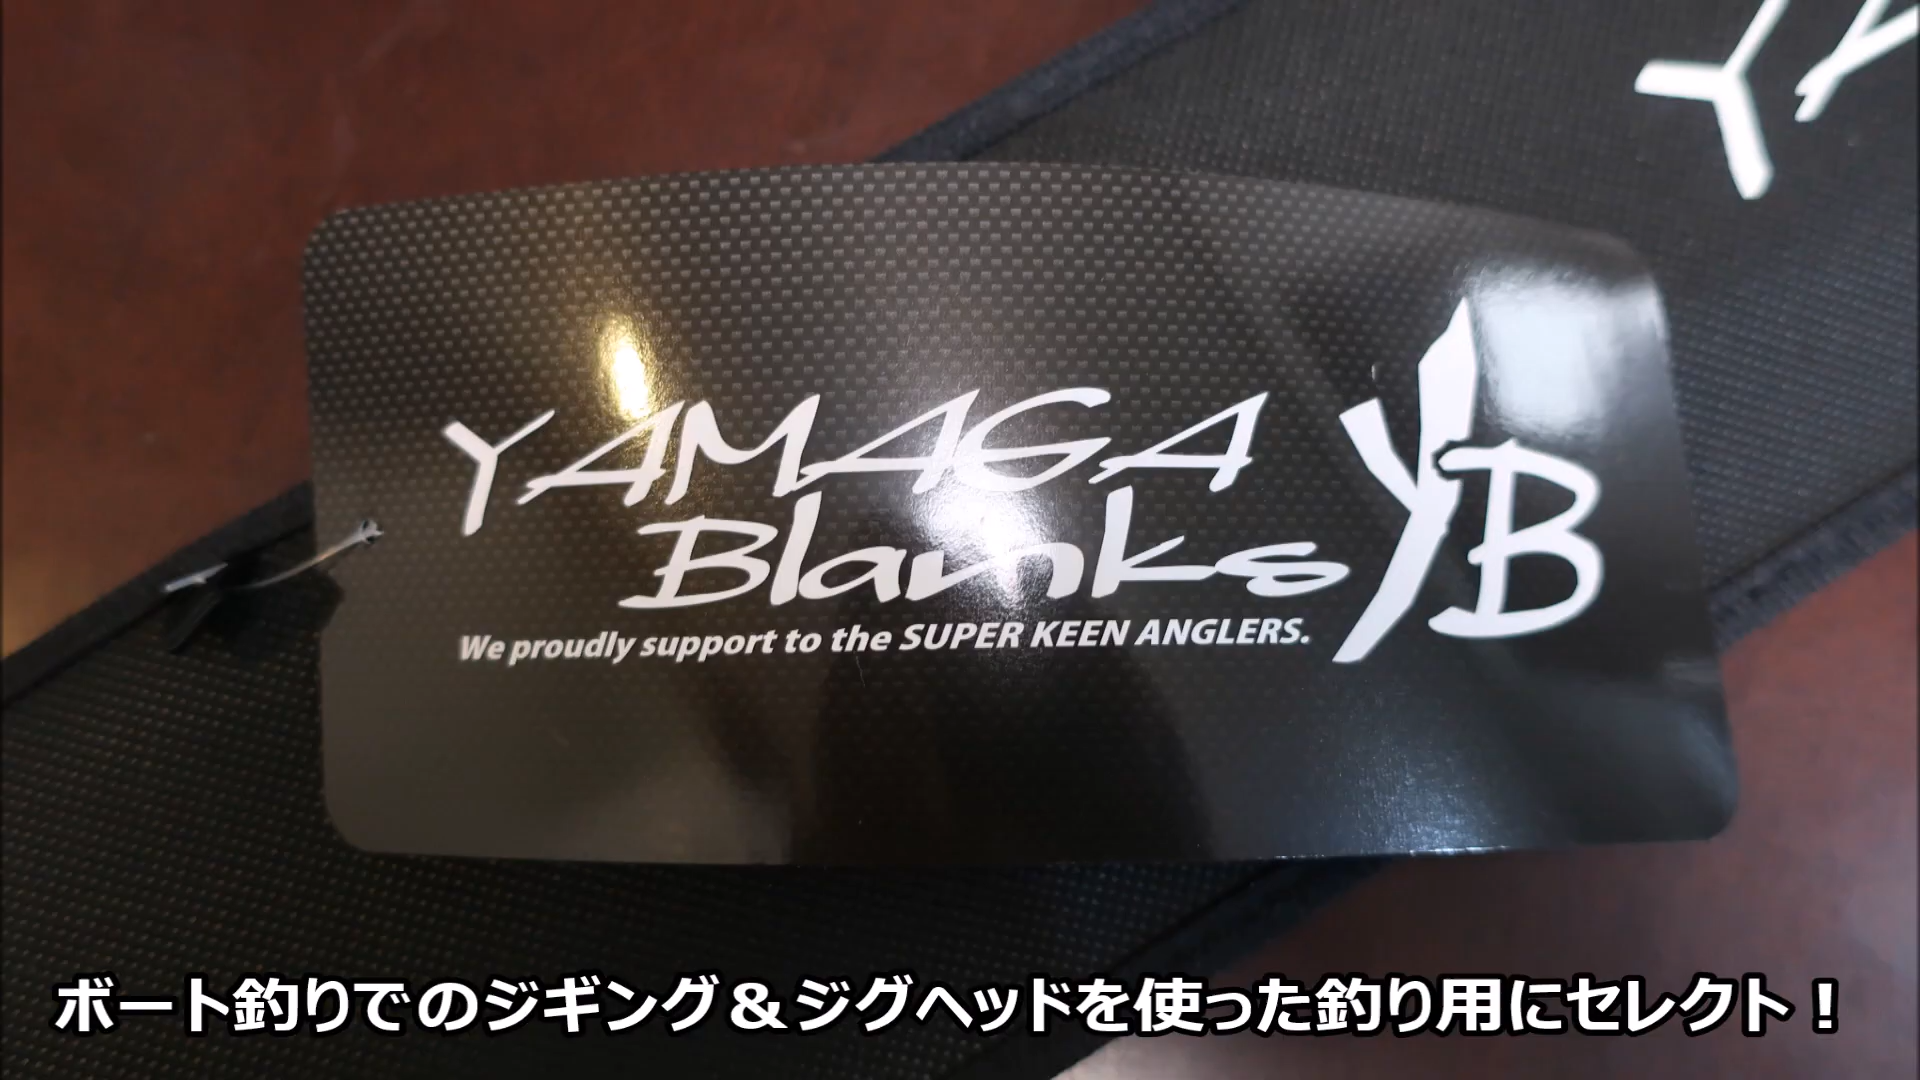 YA
YAMAGA
Blanks
YB
We proudly support to the SUPER KEEN ANGLERS.
ボート釣りでのジギング＆ジグヘッドを使った釣り用にセレクト！